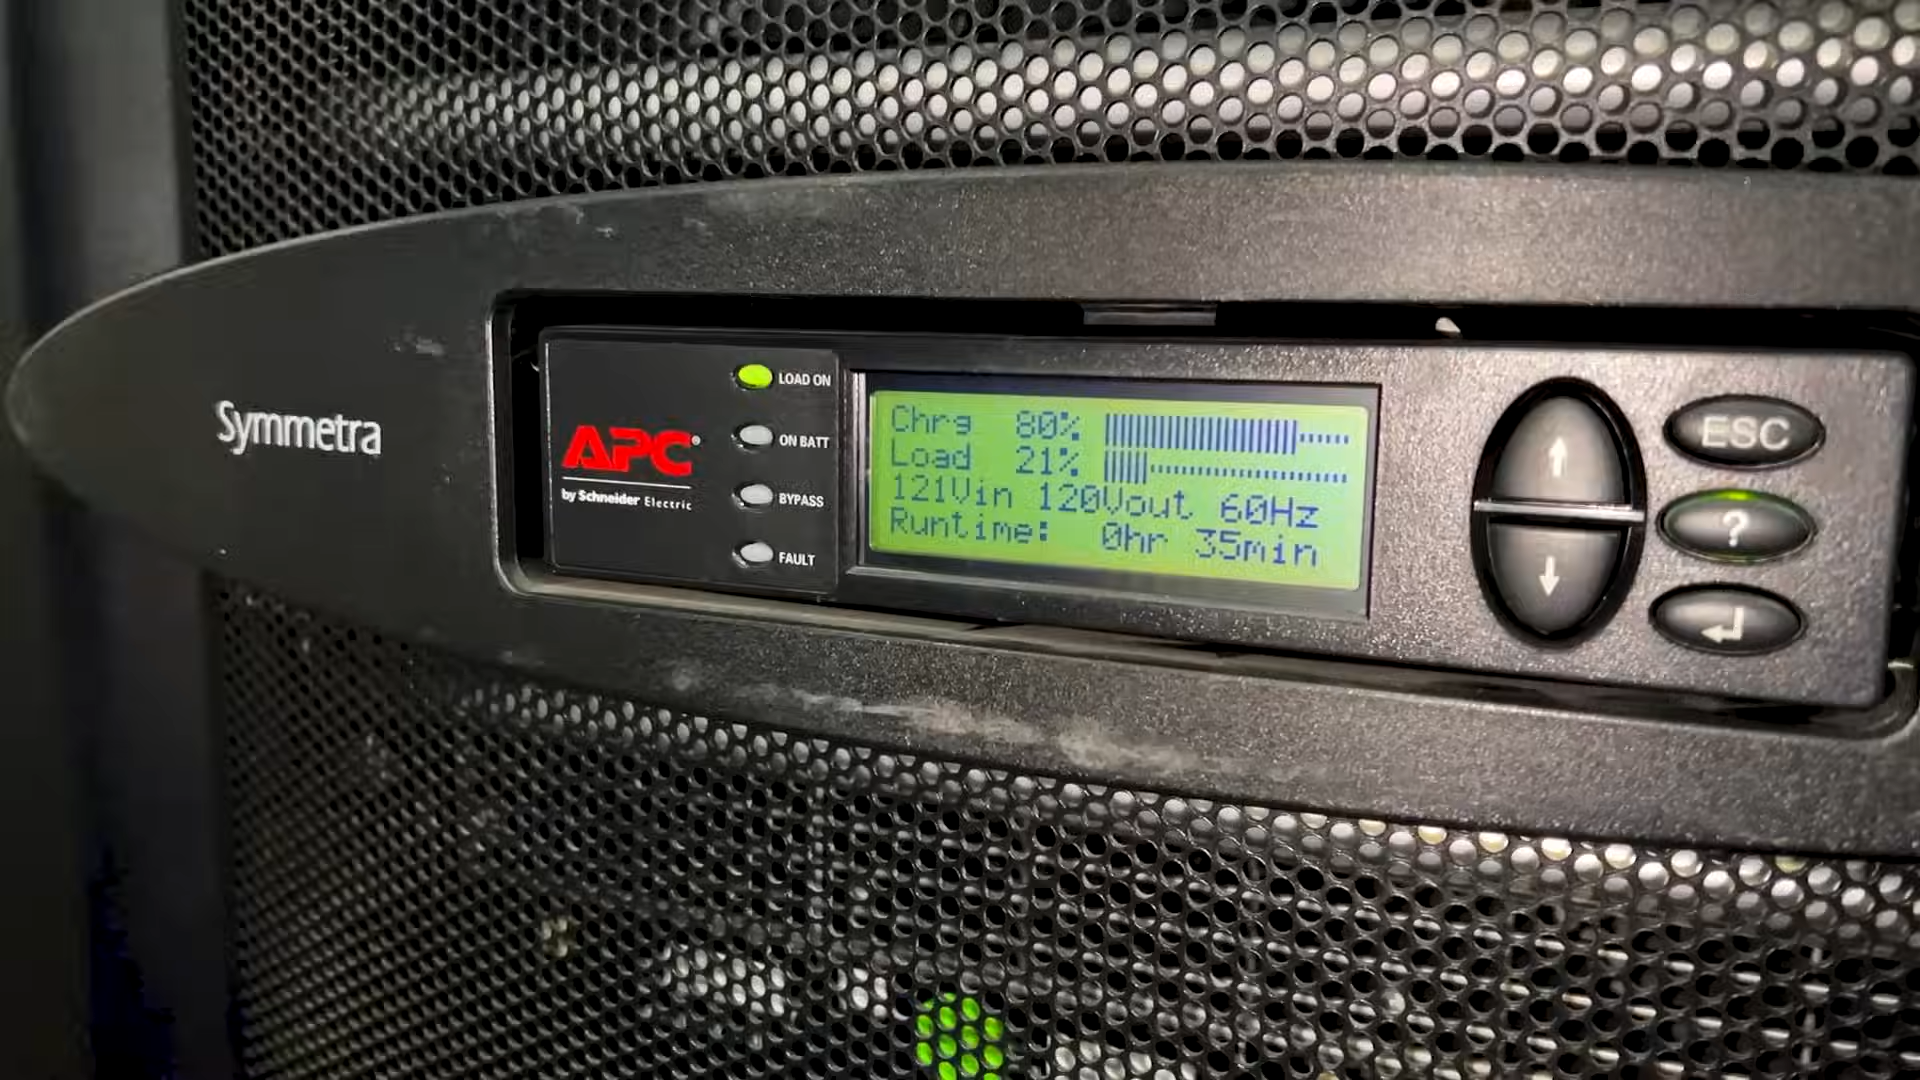 Symmetra
APC®
by Schneider Electric
LOAD ON
ON BATT
BYPASS
FAULT
Chrg 80%
Load 21%
121Vin 120Vout 60Hz
Runtime: 0hr 35min
ESC
?